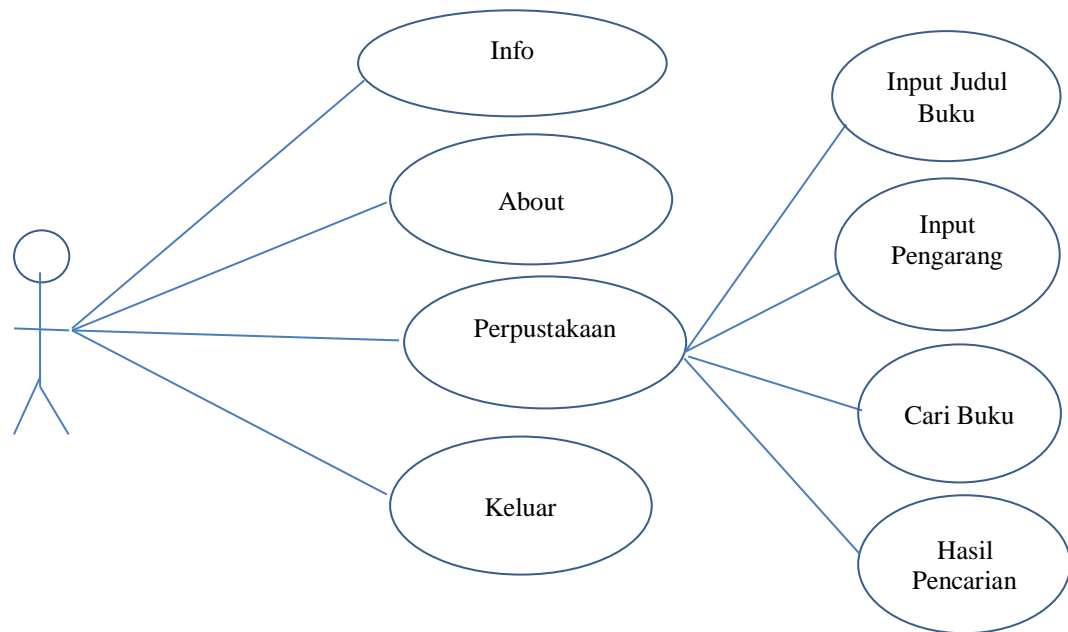 Info
About
Perpustakaan
Keluar
Input Judul
Buku
Input
Pengarang
Cari Buku
Hasil
Pencarian